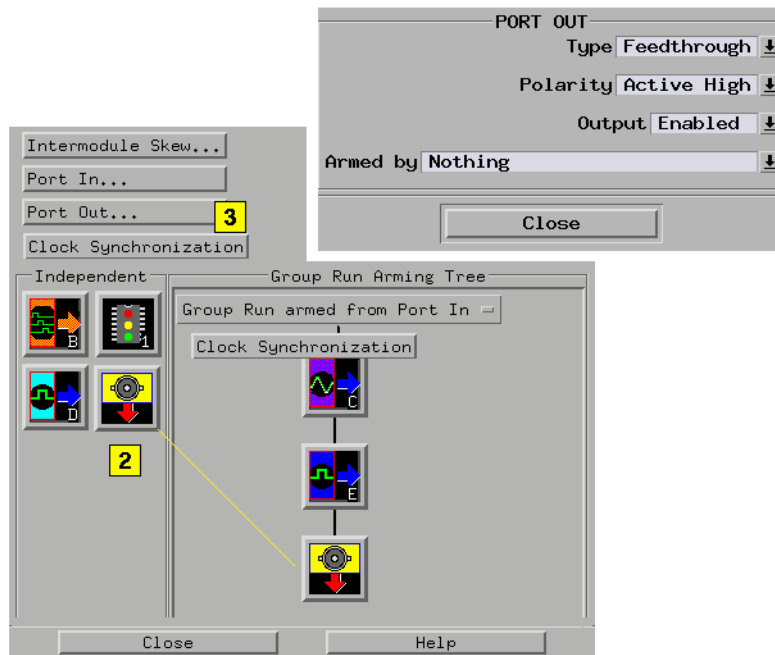 PORT OUT
Type Feedthrough
Polarity Active High
Output Enabled
Armed by Nothing
Close
Intermodule Skew...
Port In...
Port Out...
3
Clock Synchronization
Independent
Group Run Arming Tree
B
1
D
2
Group Run armed from Port In
Clock Synchronization
C
E
Close
Help